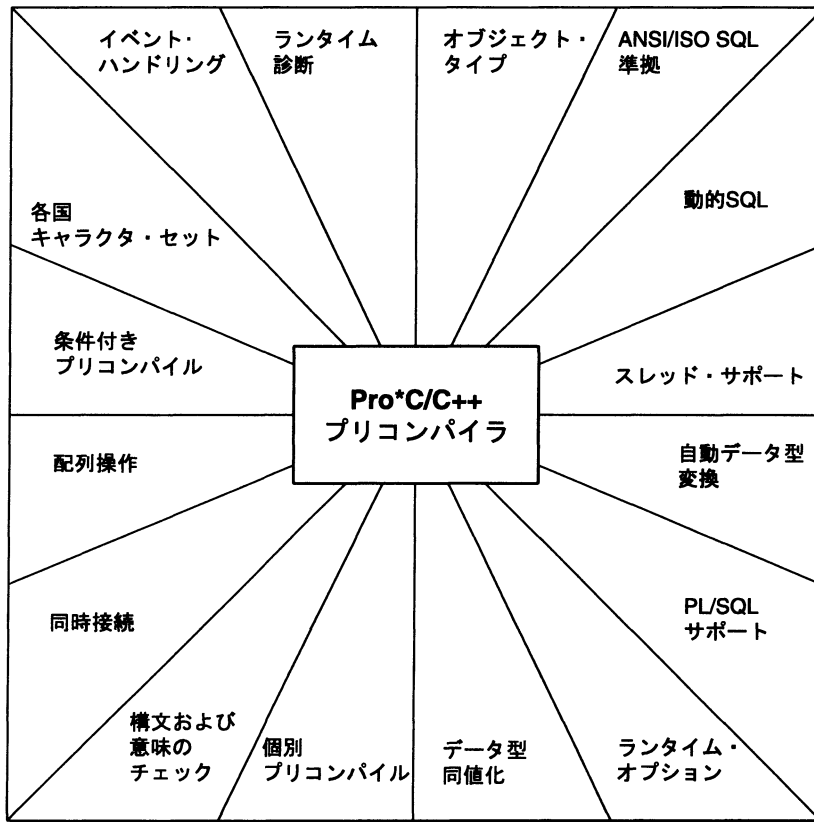 イベント・
ハンドリング
ランタイム
診断
オブジェクト・
タイプ
ANSI/ISO SQL
準拠
動的SQL
各国
キャラクタ・セット
条件付き
プリコンパイル
スレッド・サポート
Pro*C/C++
プリコンパイラ
配列操作
自動データ型
変換
同時接続
PL/SQL
サポート
構文および
意味の
チェック
個別
プリコンパイル
データ型
同値化
ランタイム・
オプション